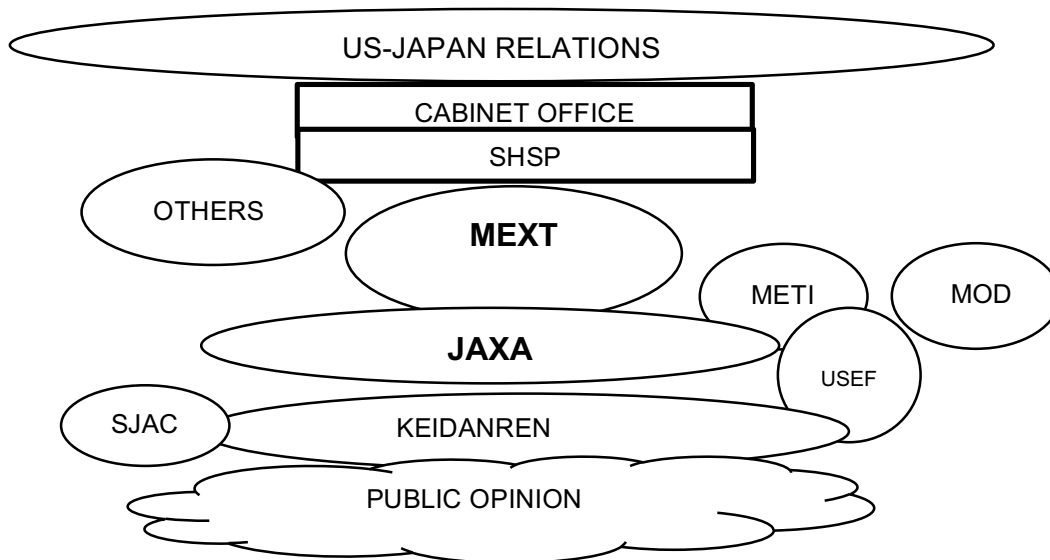 US-JAPAN RELATIONS
CABINET OFFICE
SHSP
OTHERS
MEXT
METI
MOD
JAXA
USEF
SJAC
KEIDANREN
PUBLIC OPINION